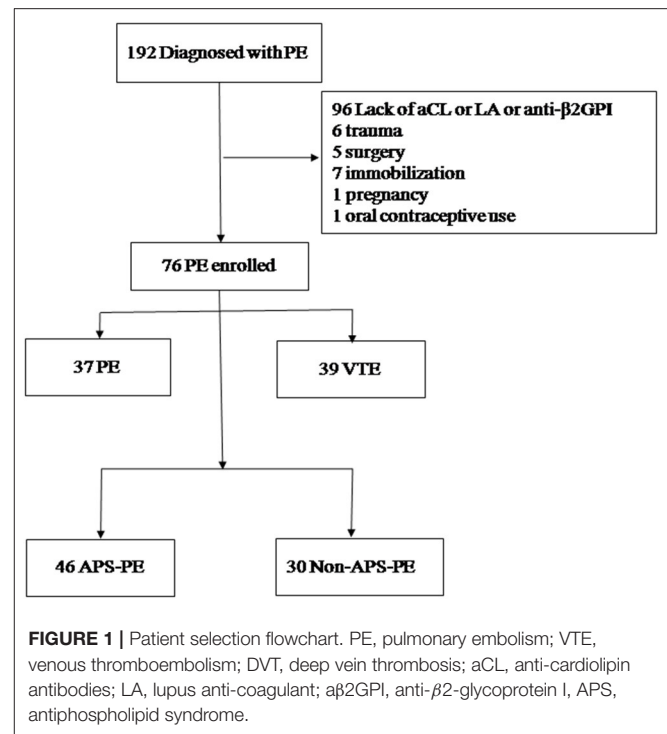 192 Diagnosed with PE
96 Lack of aCL or LA or anti-β2GPI
6 trauma
5 surgery
7 immobilization
1 pregnancy
1 oral contraceptive use
76 PE enrolled
37 PE
39 VTE
46 APS-PE
30 Non-APS-PE
FIGURE 1 | Patient selection flowchart. PE, pulmonary embolism; VTE,
venous thromboembolism; DVT, deep vein thrombosis; aCL, anti-cardiolipin
antibodies; LA, lupus anti-coagulant; aβ2GPI, anti-β2-glycoprotein I, APS,
antiphospholipid syndrome.